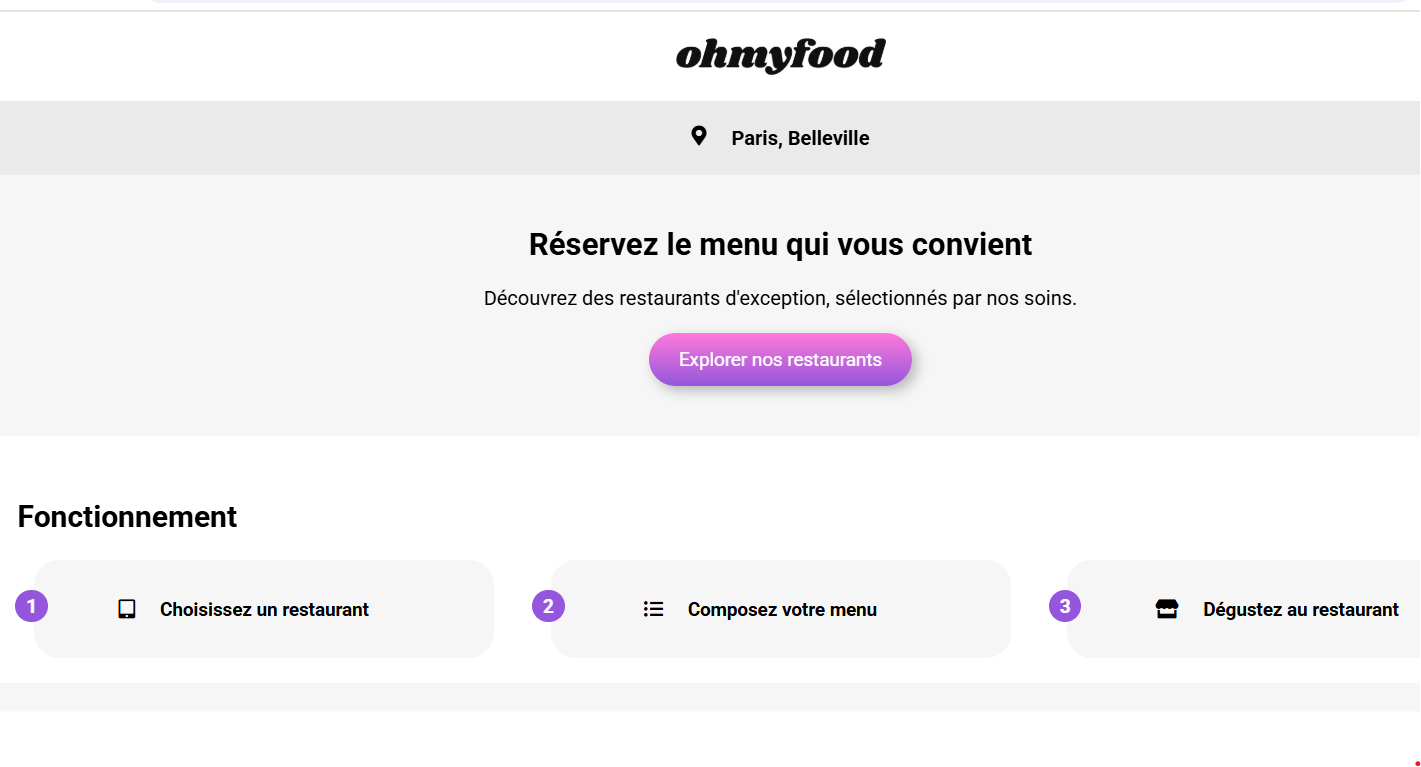 ohmyfood
Paris, Belleville
Réservez le menu qui vous convient
Découvrez des restaurants d'exception, sélectionnés par nos soins.
Explorer nos restaurants
Fonctionnement
1 Choisissez un restaurant
2 Composez votre menu
3 Dégustez au restaurant